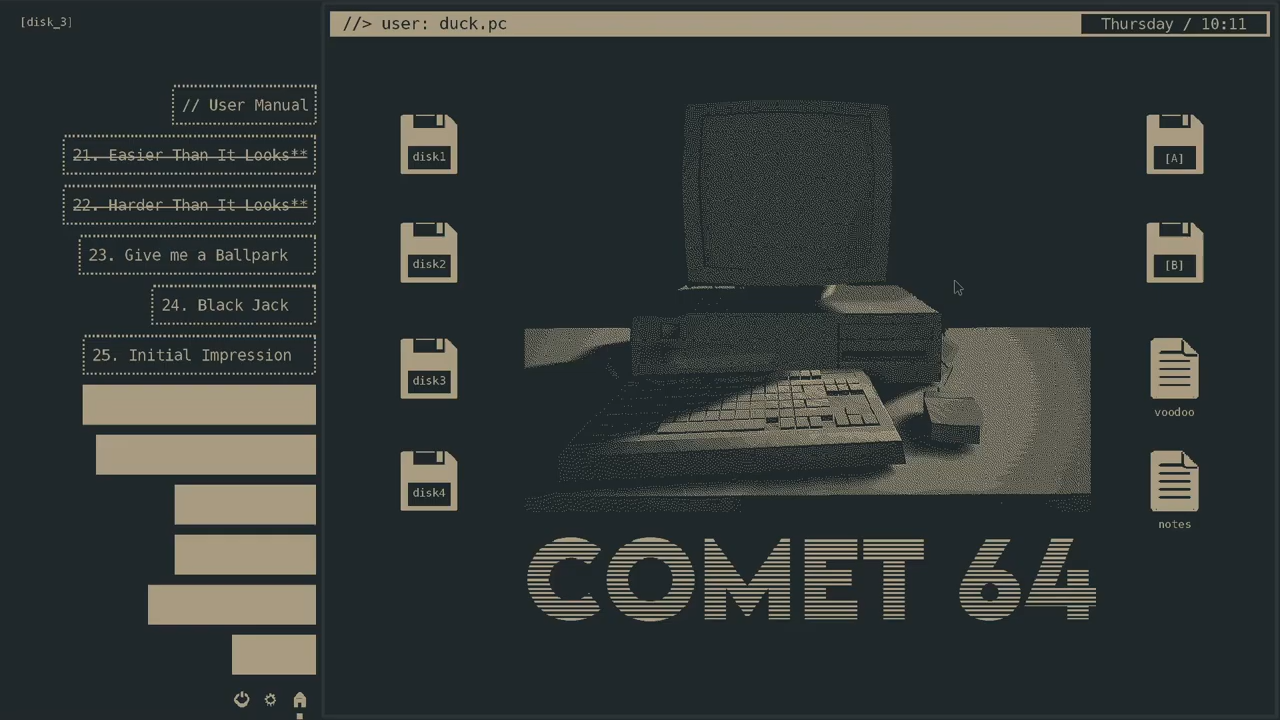 [disk_3]
//> user: duck.pc
Thursday / 10:11
// User Manual
21. Easier Than It Looks**
22. Harder Than It Looks**
23. Give me a Ballpark
24. Black Jack
25. Initial Impression
disk1
disk2
disk3
disk4
[A]
[B]
voodoo
notes
COMET 64